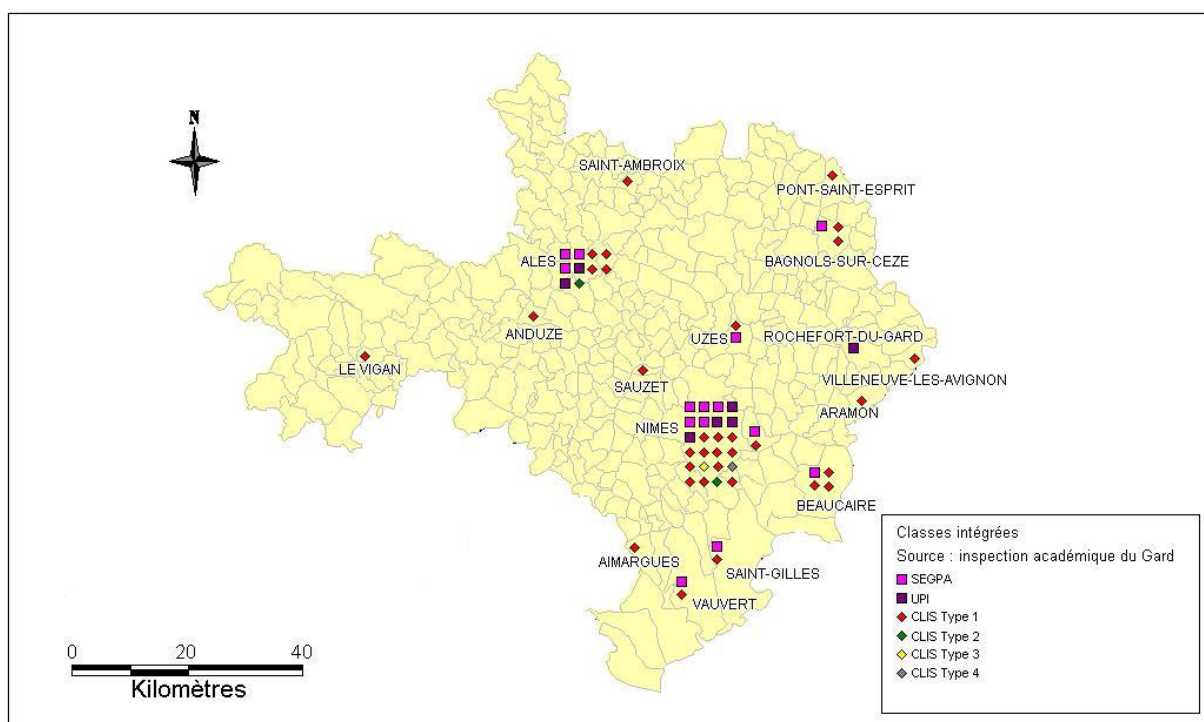 N
SAINT-AMBROIX
PONT-SAINT-ESPRIT
ALES
BAGNOLS-SUR-CEZE
ANDUZE
UZES
ROCHEFORT-DU-GARD
LE VIGAN
SAUZET
VILLENEUVE-LES-AVIGNON
ARAMON
NIMES
BEAUCAIRE
AIMARGUES
SAINT-GILLES
VAUVERT
Classes intégrées
Source : inspection académique du Gard
SEGPA
UPI
CLIS Type 1
CLIS Type 2
CLIS Type 3
CLIS Type 4
0 20 40
Kilomètres